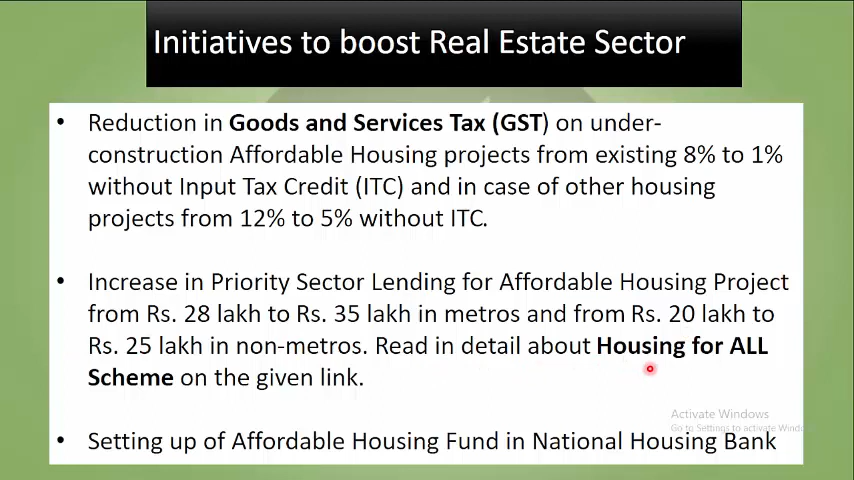 Initiatives to boost Real Estate Sector
• Reduction in Goods and Services Tax (GST) on under-
construction Affordable Housing projects from existing 8% to 1%
without Input Tax Credit (ITC) and in case of other housing
projects from 12% to 5% without ITC.
• Increase in Priority Sector Lending for Affordable Housing Project
from Rs. 28 lakh to Rs. 35 lakh in metros and from Rs. 20 lakh to
Rs. 25 lakh in non-metros. Read in detail about Housing for ALL
Scheme on the given link.
Activate Windows
Go to Settings to activate Windo
• Setting up of Affordable Housing Fund in National Housing Bank